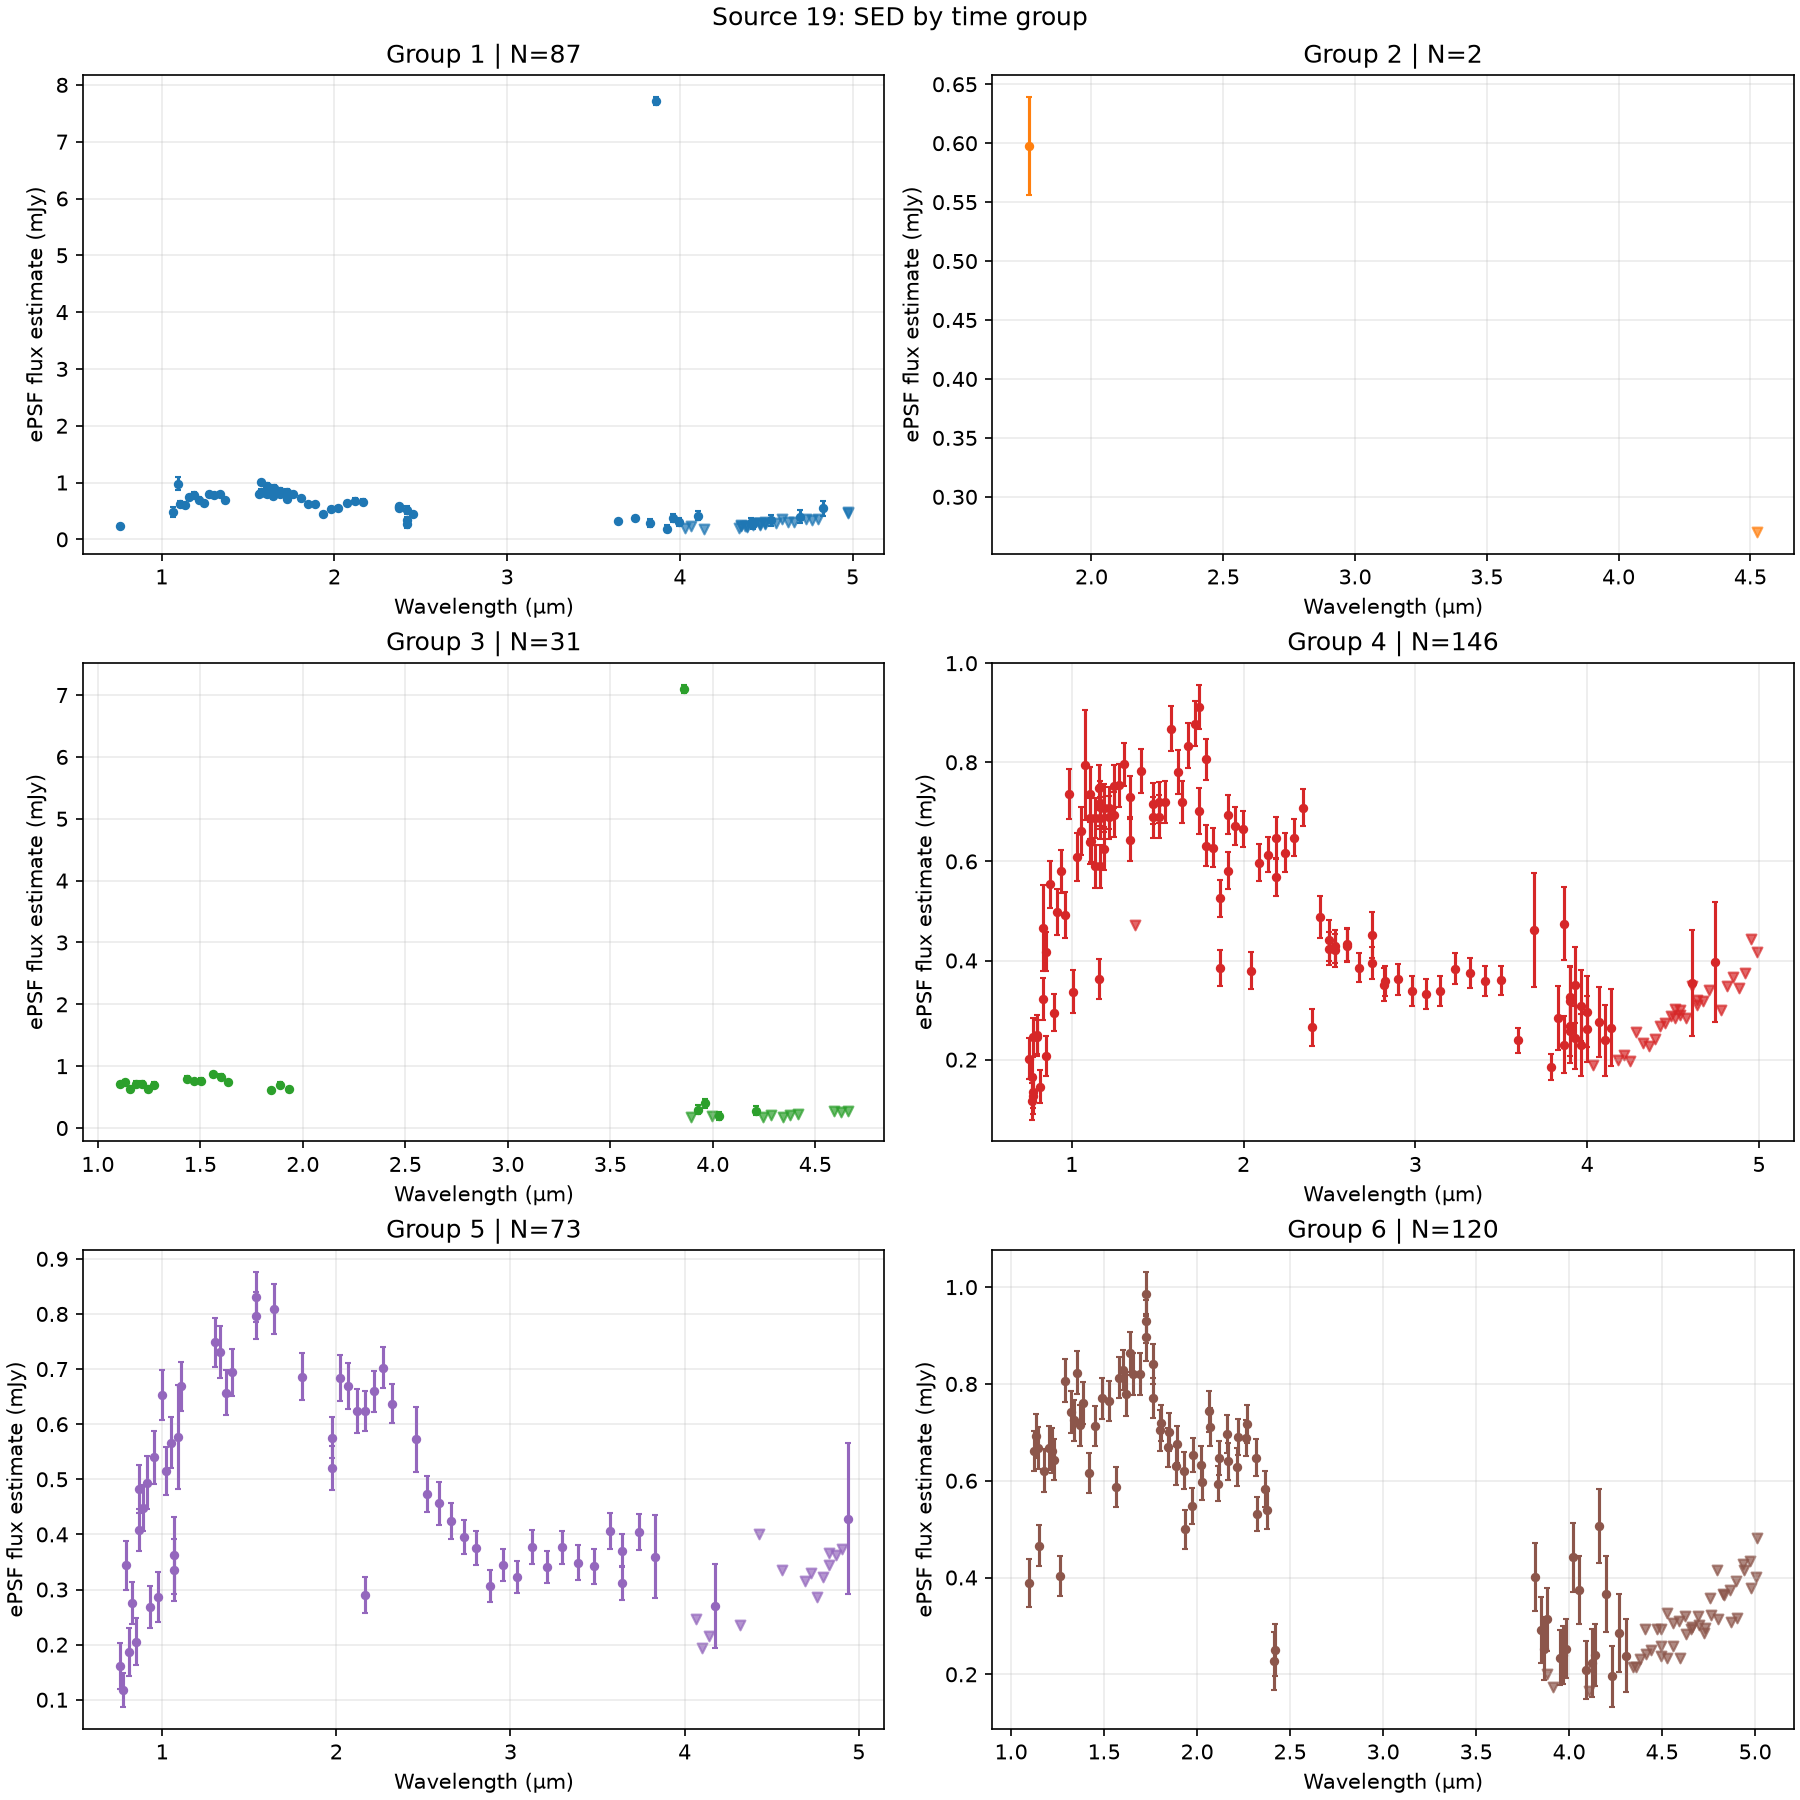 Source 19: SED by time group
Group 1 | N=87
8
7
6
5
4
3
2
1
0
ePSF flux estimate (mJy)
1 2 3 4 5
Wavelength (µm)
Group 2 | N=2
0.65
0.60
0.55
0.50
0.45
0.40
0.35
0.30
ePSF flux estimate (mJy)
2.0 2.5 3.0 3.5 4.0 4.5
Wavelength (µm)
Group 3 | N=31
7
6
5
4
3
2
1
0
ePSF flux estimate (mJy)
1.0 1.5 2.0 2.5 3.0 3.5 4.0 4.5
Wavelength (µm)
Group 4 | N=146
1.0
0.8
0.6
0.4
0.2
ePSF flux estimate (mJy)
1 2 3 4 5
Wavelength (µm)
Group 5 | N=73
0.9
0.8
0.7
0.6
0.5
0.4
0.3
0.2
0.1
ePSF flux estimate (mJy)
1 2 3 4 5
Wavelength (µm)
Group 6 | N=120
1.0
0.8
0.6
0.4
0.2
ePSF flux estimate (mJy)
1.0 1.5 2.0 2.5 3.0 3.5 4.0 4.5 5.0
Wavelength (µm)